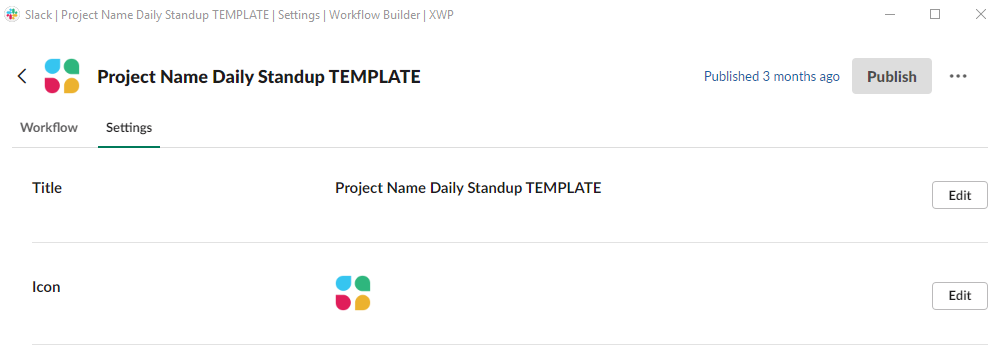 Slack | Project Name Daily Standup TEMPLATE | Settings | Workflow Builder | XWP
Project Name Daily Standup TEMPLATE Published 3 months ago Publish
Workflow Settings
Title Project Name Daily Standup TEMPLATE Edit
Icon Edit